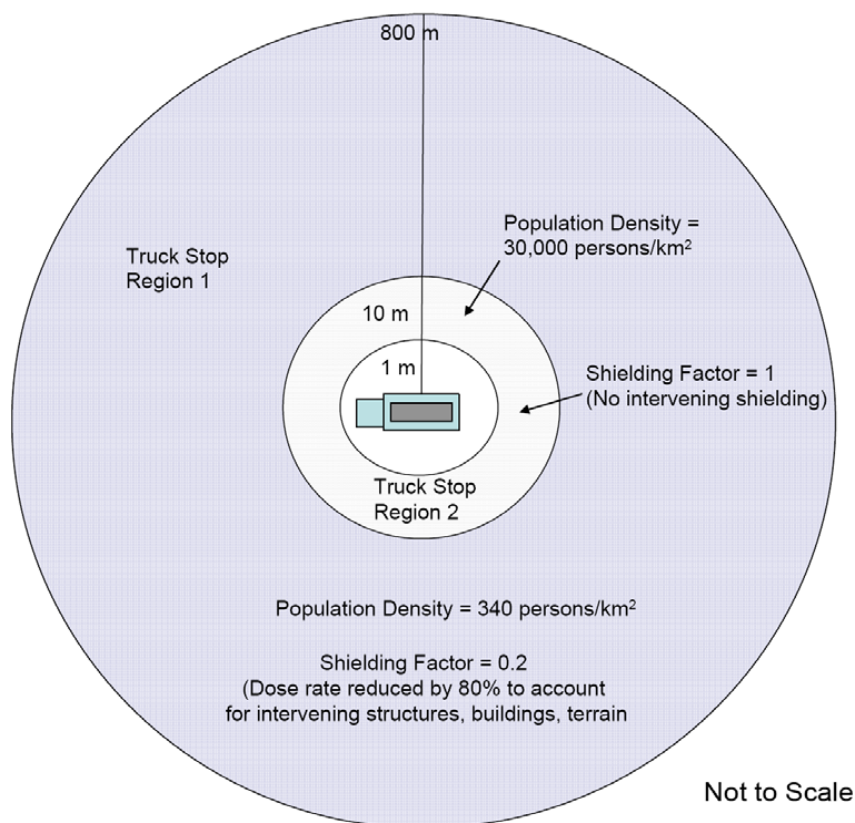 800 m
Population Density =
30,000 persons/km²
Truck Stop
Region 1
10 m
1 m
Shielding Factor = 1
(No intervening shielding)
Truck Stop
Region 2
Population Density = 340 persons/km²
Shielding Factor = 0.2
(Dose rate reduced by 80% to account
for intervening structures, buildings, terrain
Not to Scale